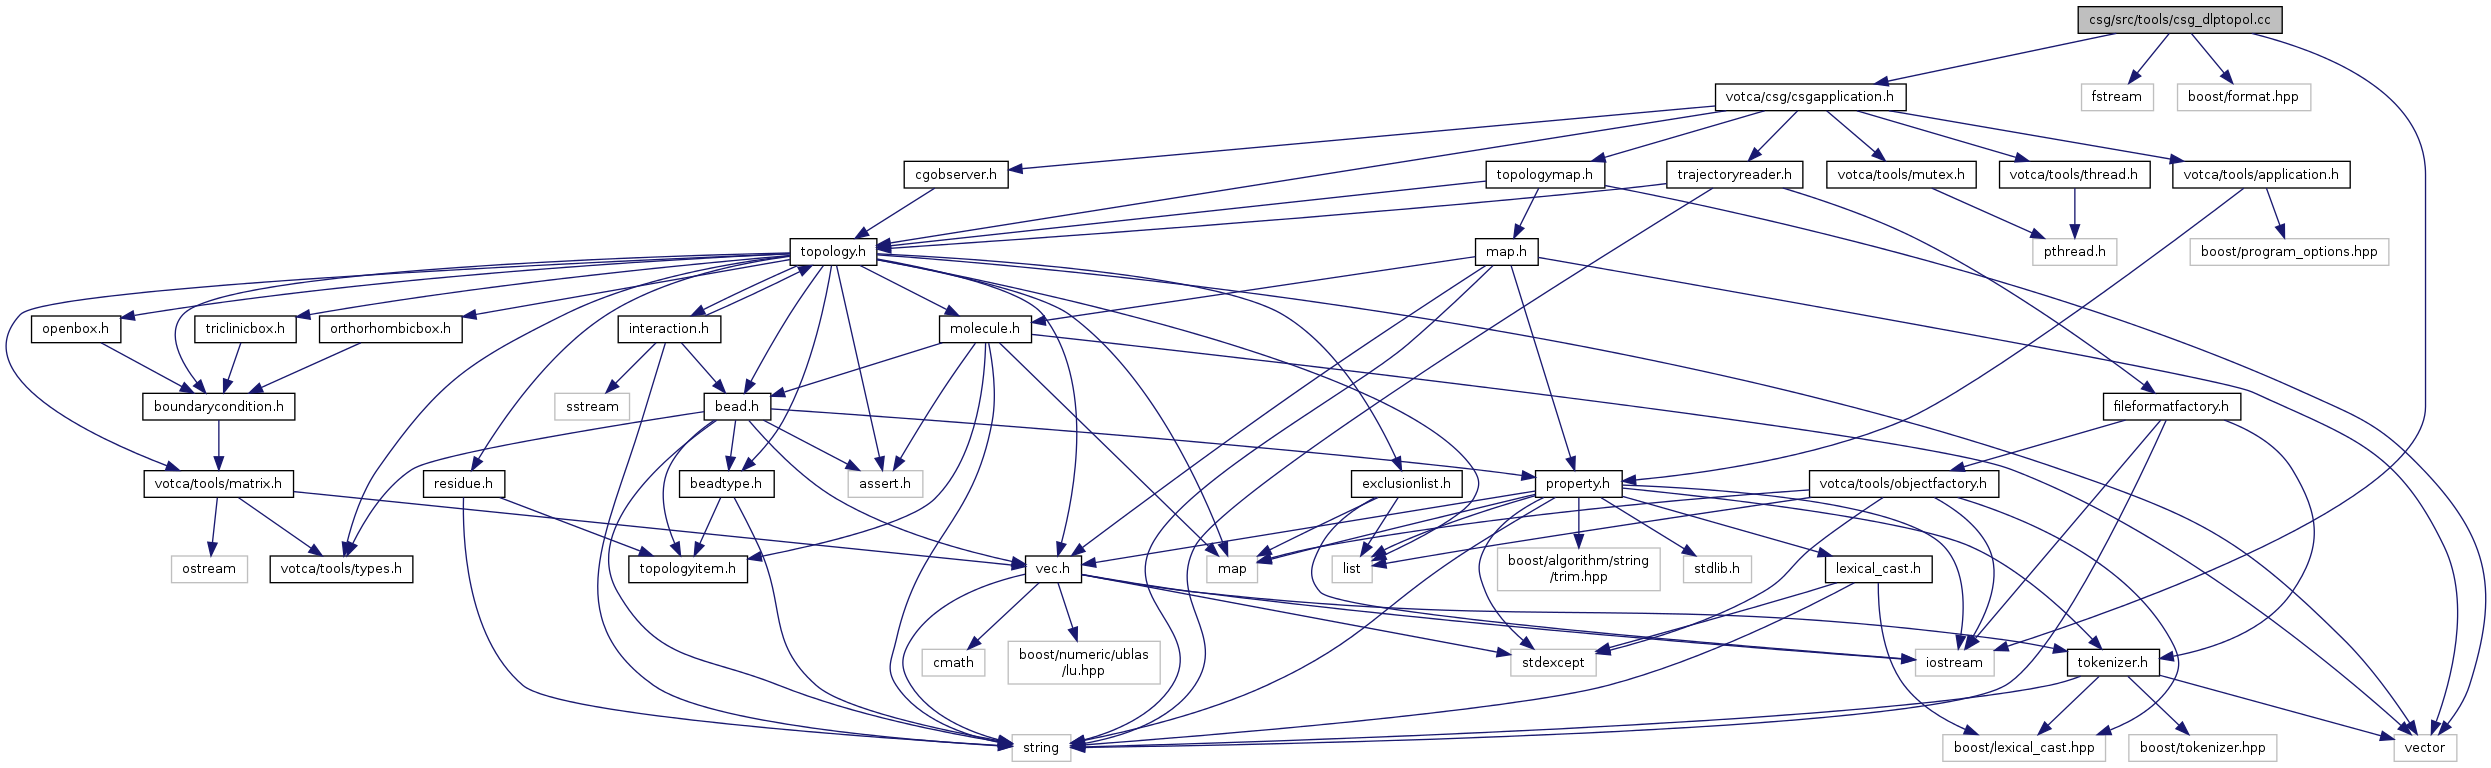 csg/src/tools/csg_dlptopol.cc
votca/csg/csgapplication.h
fstream
boost/format.hpp
cgobserver.h
topologymap.h
trajectoryreader.h
votca/tools/mutex.h
votca/tools/thread.h
votca/tools/application.h
topology.h
map.h
pthread.h
boost/program_options.hpp
openbox.h
triclinicbox.h
orthorhombicbox.h
interaction.h
molecule.h
boundarycondition.h
sstream
bead.h
fileformatfactory.h
votca/tools/matrix.h
residue.h
beadtype.h
assert.h
exclusionlist.h
property.h
votca/tools/objectfactory.h
ostream
votca/tools/types.h
topologyitem.h
vec.h
map
list
boost/algorithm/string
/trim.hpp
stdlib.h
lexical_cast.h
cmath
boost/numeric/ublas
/lu.hpp
stdexcept
iostream
tokenizer.h
string
boost/lexical_cast.hpp
boost/tokenizer.hpp
vector